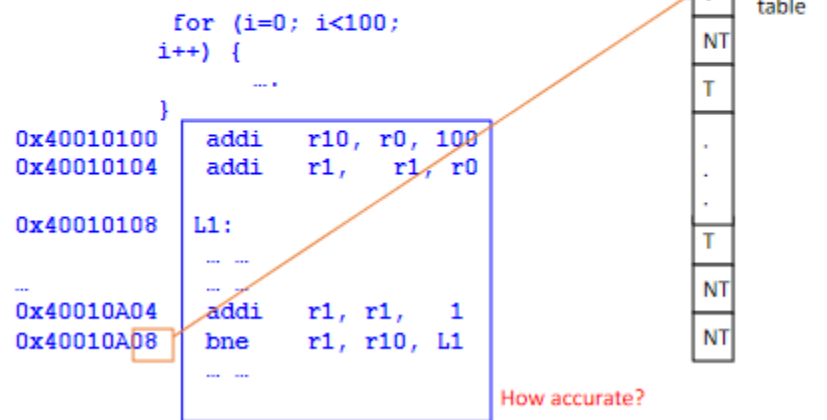 for (i=0; i<100;
i++) {
….
}
0x40010100 addi r10, r0, 100
0x40010104 addi r1, r1, r0
0x40010108 L1:
… …
… … …
0x40010A04 addi r1, r1, 1
0x40010A08 bne r1, r10, L1
… …
How accurate?
table
NT
T
.
.
.
T
NT
NT